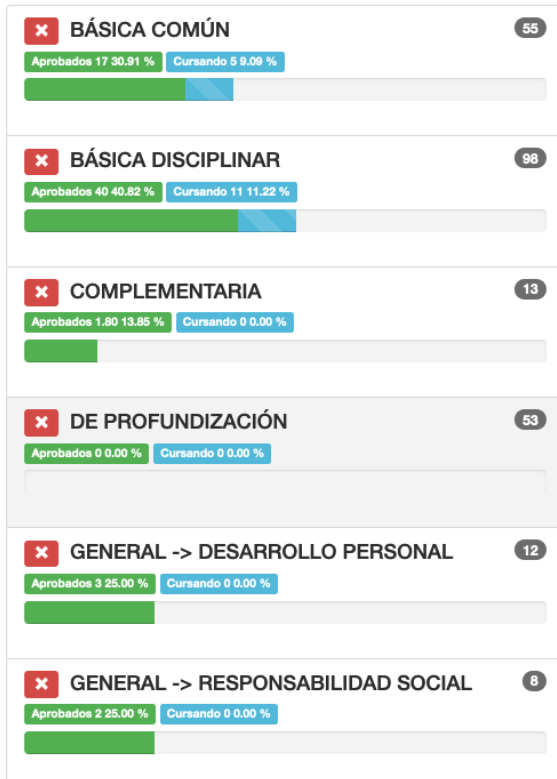 BÁSICA COMÚN 55
Aprobados 17 30.91 % Cursando 5 9.09 %
BÁSICA DISCIPLINAR 98
Aprobados 40 40.82 % Cursando 11 11.22 %
COMPLEMENTARIA 13
Aprobados 1.80 13.85 % Cursando 0 0.00 %
DE PROFUNDIZACIÓN 53
Aprobados 0 0.00 % Cursando 0 0.00 %
GENERAL -> DESARROLLO PERSONAL 12
Aprobados 3 25.00 % Cursando 0 0.00 %
GENERAL -> RESPONSABILIDAD SOCIAL 8
Aprobados 2 25.00 % Cursando 0 0.00 %